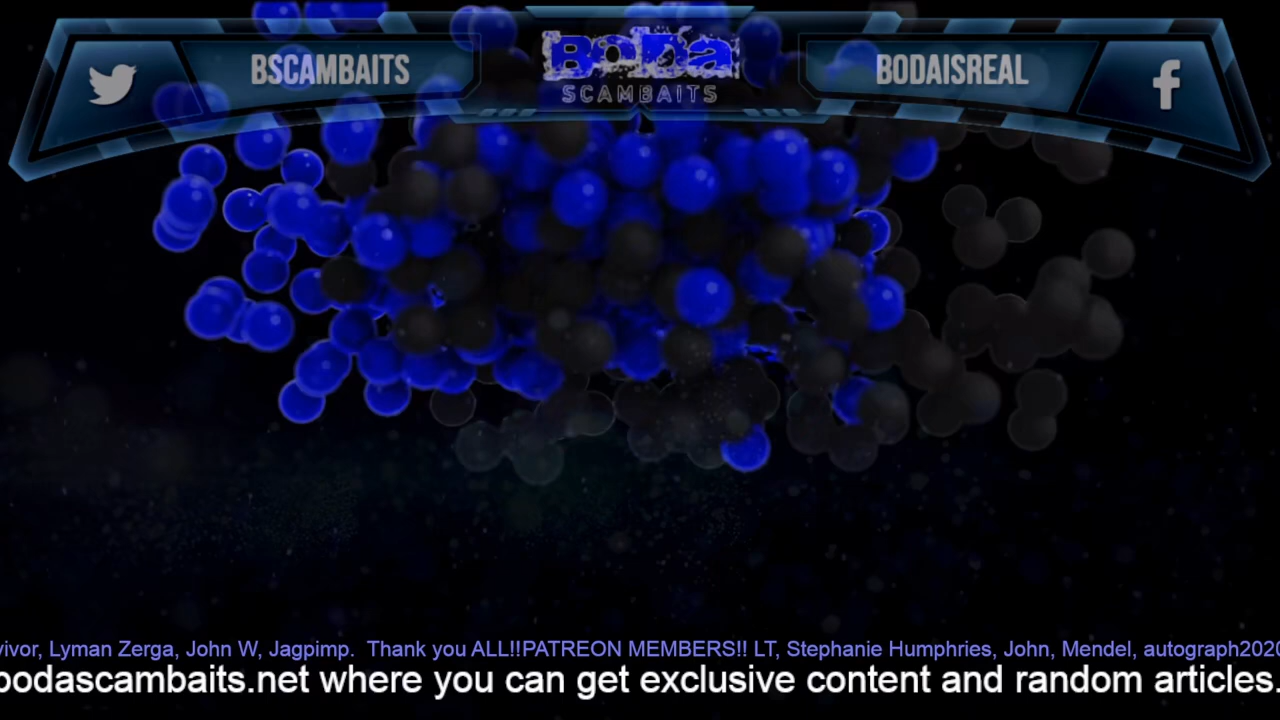 BSCAMBAITS
BoDa
SCAMBAITS
BODAISREAL
vivor, Lyman Zerga, John W, Jagpimp.  Thank you ALL!!PATREON MEMBERS!! LT, Stephanie Humphries, John, Mendel, autograph2020
bodascambaits.net where you can get exclusive content and random articles.